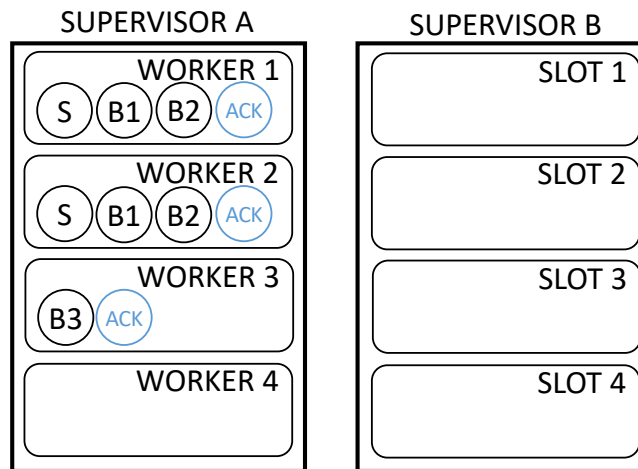 SUPERVISOR A
WORKER 1
S B1 B2 ACK
WORKER 2
S B1 B2 ACK
WORKER 3
B3 ACK
WORKER 4
SUPERVISOR B
SLOT 1
SLOT 2
SLOT 3
SLOT 4